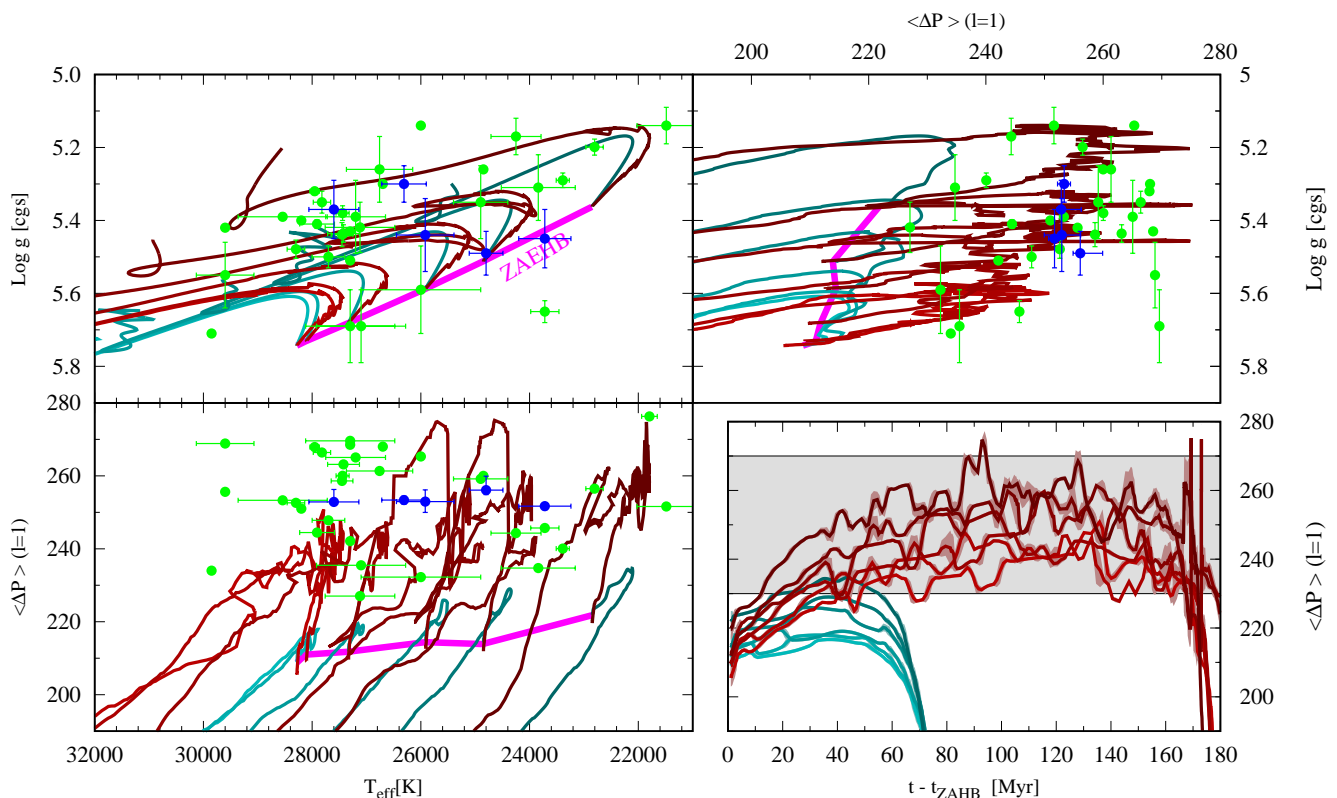 <ΔP > (l=1)
200 220 240 260 280
5.0
5.2
5.4
5.6
5.8
Log g [cgs]
ZAEHB
5
5.2
5.4
5.6
5.8
Log g [cgs]
280
260
240
220
200
<ΔP > (l=1)
32000 30000 28000 26000 24000 22000
T_eff[K]
280
260
240
220
200
<ΔP > (l=1)
0 20 40 60 80 100 120 140 160 180
t - t_ZAHB [Myr]